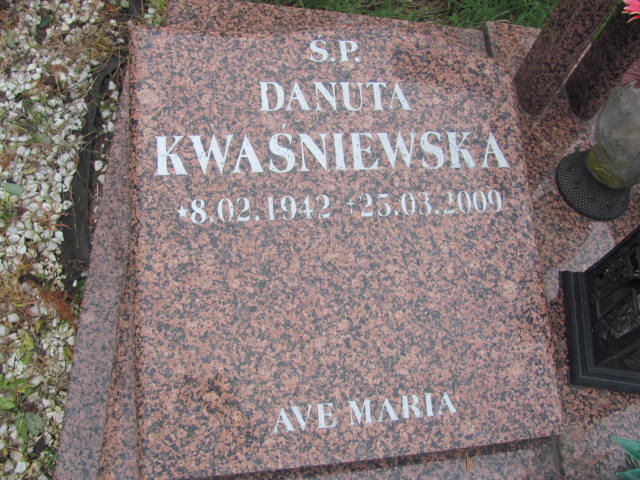 Ś.P.
DANUTA
KWAŚNIEWSKA
*8.02.1942 +25.03.2009
AVE MARIA